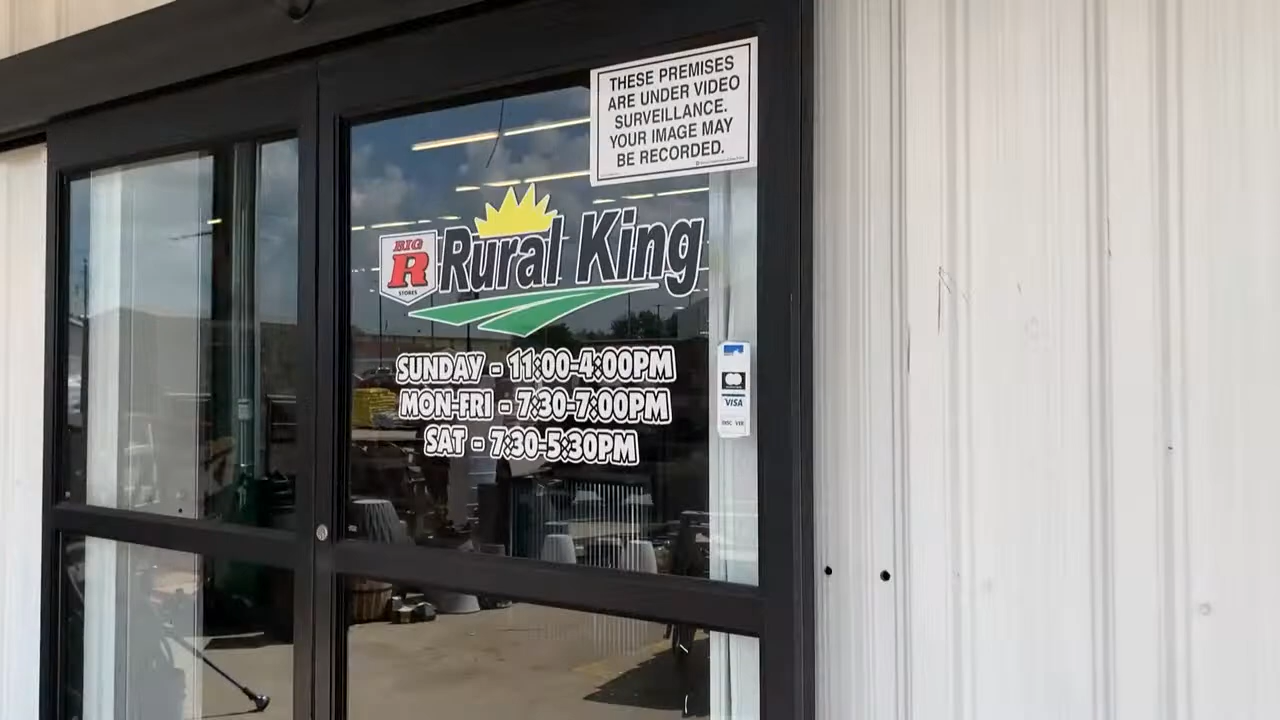 THESE PREMISES
ARE UNDER VIDEO
SURVEILLANCE.
YOUR IMAGE MAY
BE RECORDED.
BIG
R
STORES
Rural King
SUNDAY - 11:00-4:00PM
MON-FRI - 7:30-7:00PM
SAT - 7:30-5:30PM
VISA